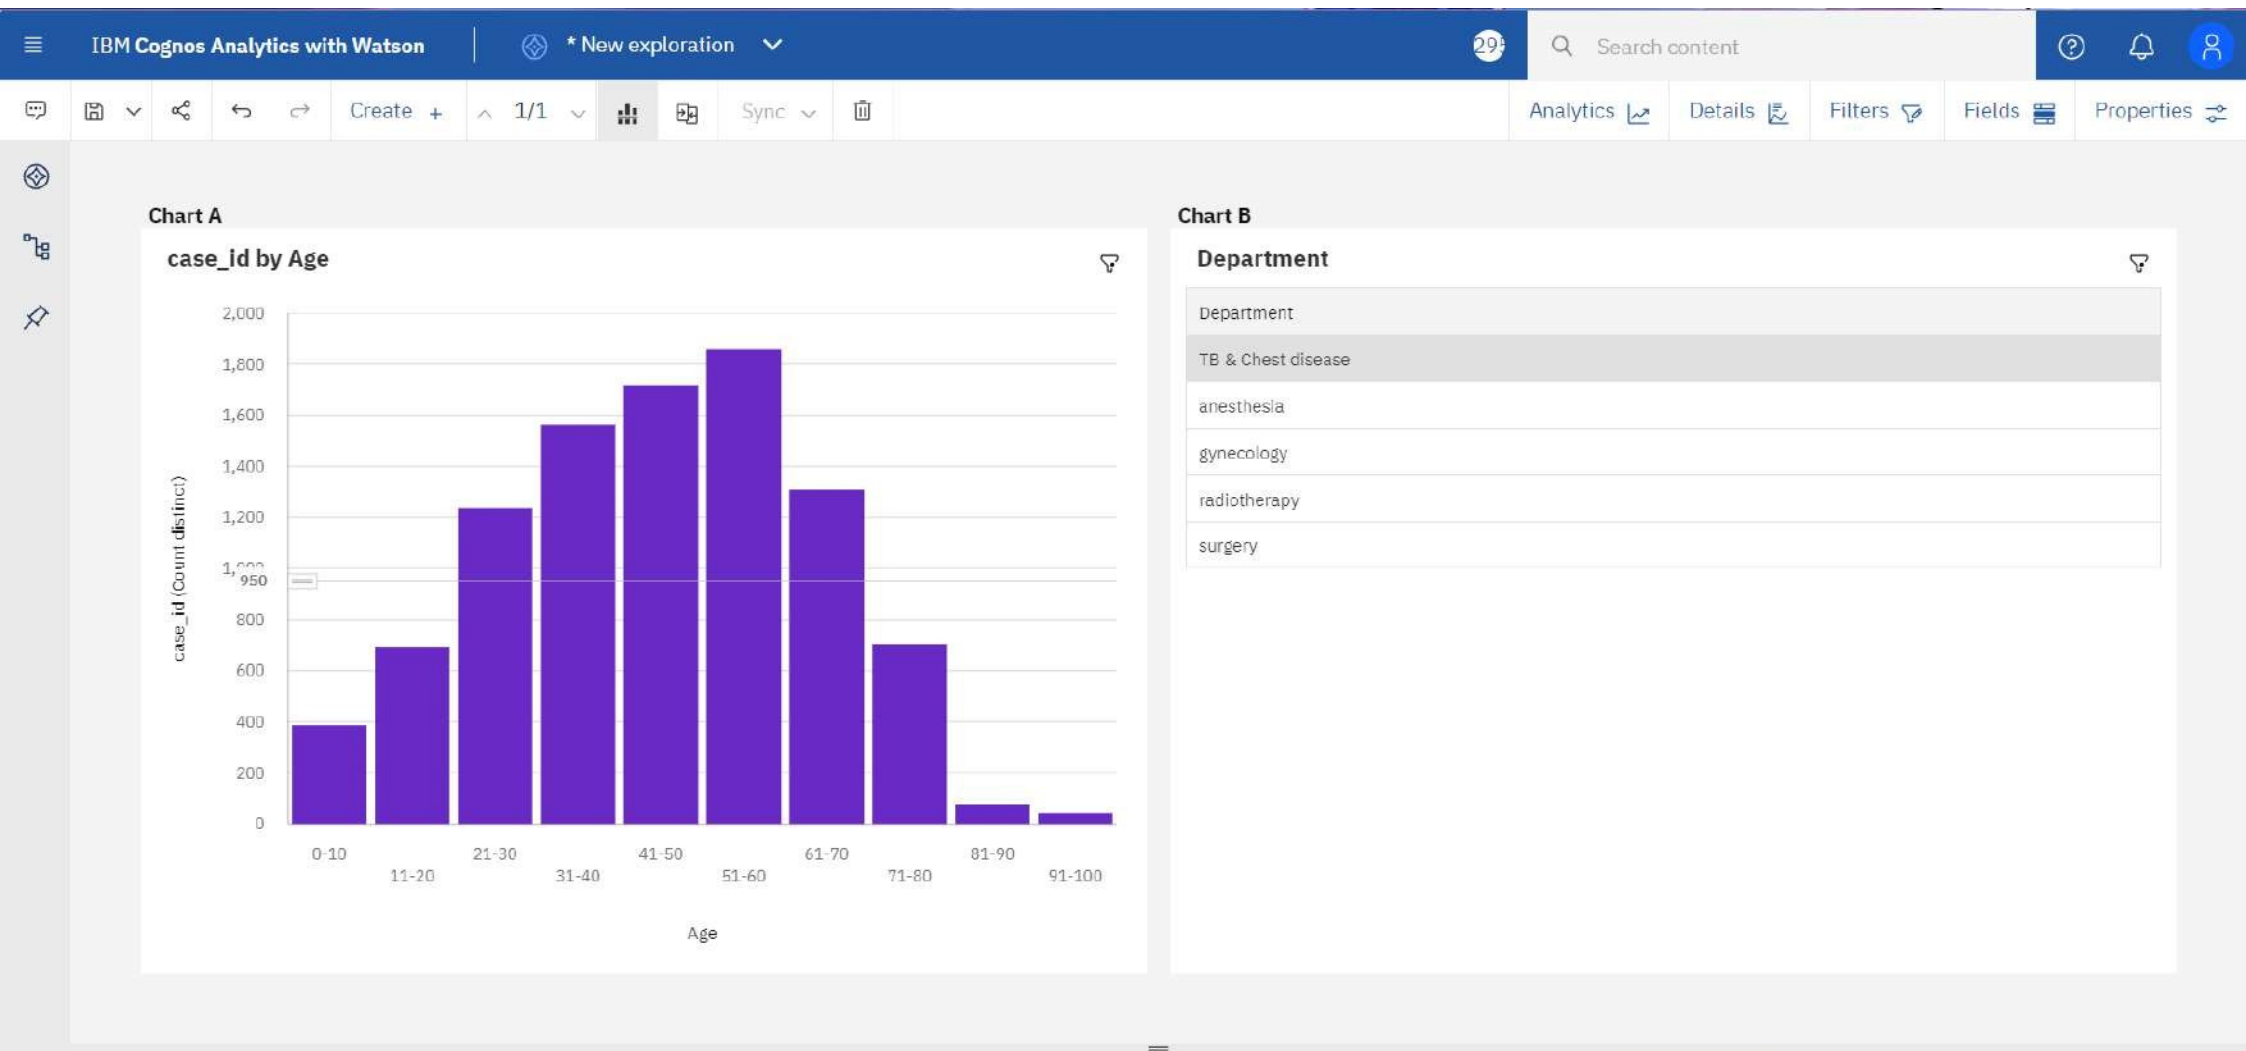 IBM Cognos Analytics with Watson
* New exploration
Search content
Create +
1/1
Sync
Analytics
Details
Filters
Fields
Properties
Chart A
case_id by Age
2,000
1,800
1,600
1,400
1,200
950
800
600
400
200
0
case_id (Count distinct)
0-10
11-20
21-30
31-40
41-50
51-60
61-70
71-80
81-90
91-100
Age
Chart B
Department
Department
TB & Chest disease
anesthesia
gynecology
radiotherapy
surgery